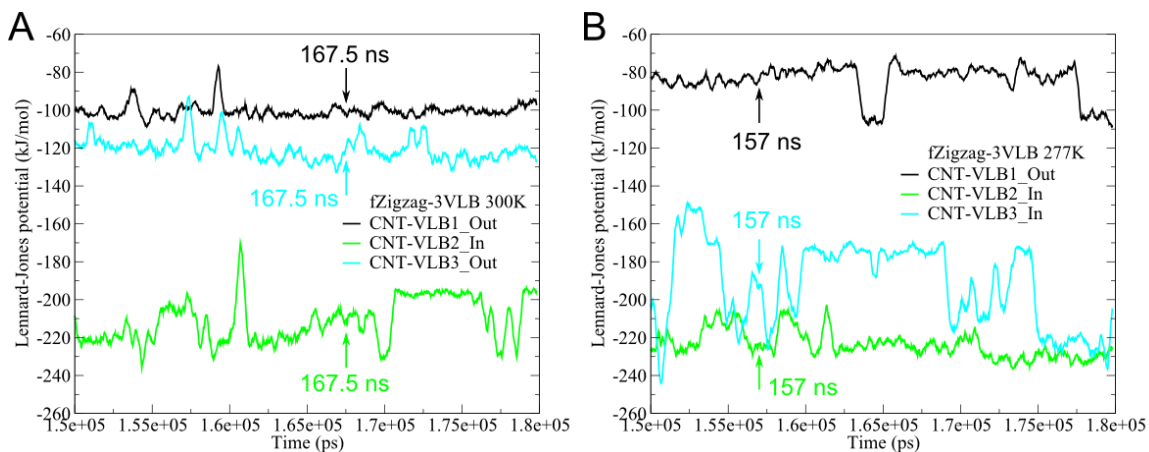 A
-60
-80
-100
-120
-140
-160
-180
-200
-220
-240
-260
Lennard-Jones potential (kJ/mol)
167.5 ns
167.5 ns
fZigzag-3VLB 300K
CNT-VLB1_Out
CNT-VLB2_In
CNT-VLB3_Out
167.5 ns
1.5e+05 1.55e+05 1.6e+05 1.65e+05 1.7e+05 1.75e+05 1.8e+05
Time (ps)
B
-60
-80
-100
-120
-140
-160
-180
-200
-220
-240
-260
Lennard-Jones potential (kJ/mol)
157 ns
fZigzag-3VLB 277K
CNT-VLB1_Out
CNT-VLB2_In
CNT-VLB3_In
157 ns
157 ns
1.5e+05 1.55e+05 1.6e+05 1.65e+05 1.7e+05 1.75e+05 1.8e+05
Time (ps)